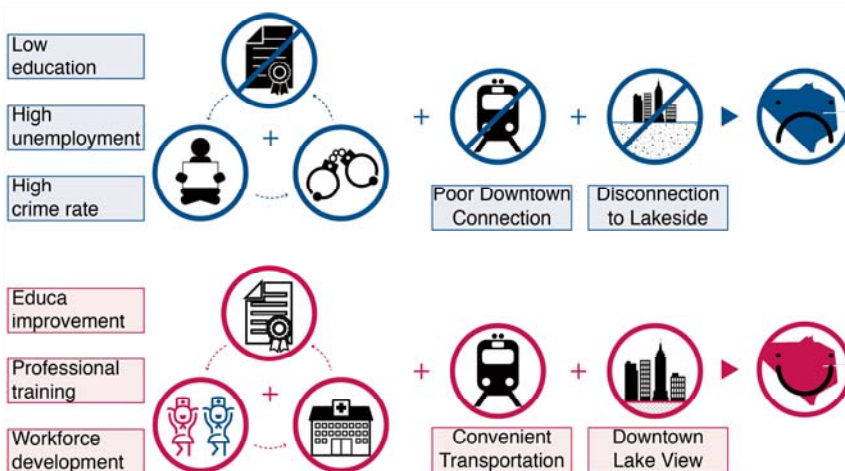 Low
education
High
unemployment
High
crime rate
Poor Downtown
Connection
Disconnection
to Lakeside
Educa
improvement
Professional
training
Workforce
development
Convenient
Transportation
Downtown
Lake View